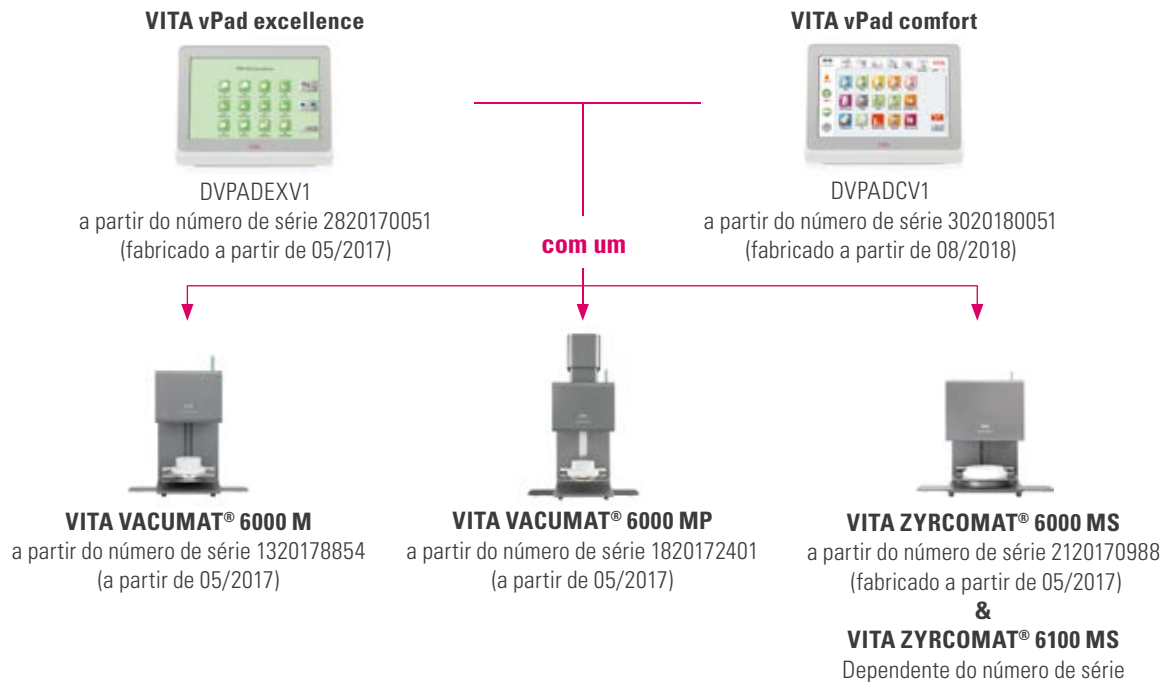 VITA vPad excellence
DVPADEXV1
a partir do número de série 2820170051
(fabricado a partir de 05/2017)
VITA vPad comfort
DVPADCV1
a partir do número de série 3020180051
(fabricado a partir de 08/2018)
com um
VITA VACUMAT® 6000 M
a partir do número de série 1320178854
(a partir de 05/2017)
VITA VACUMAT® 6000 MP
a partir do número de série 1820172401
(a partir de 05/2017)
VITA ZYRCOMAT® 6000 MS
a partir do número de série 2120170988
(fabricado a partir de 05/2017)
&
VITA ZYRCOMAT® 6100 MS
Dependente do número de série